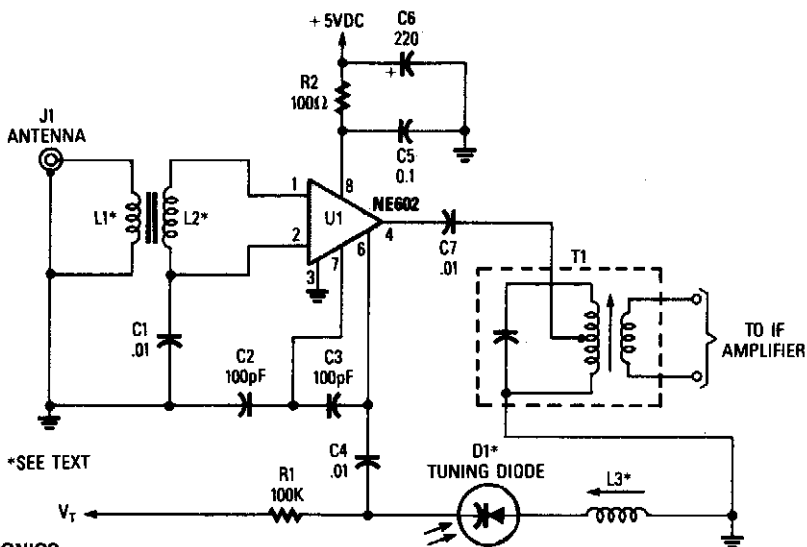 +5VDC
C6
220
+
R2
100Ω
C5
0.1
J1
ANTENNA
L1*
L2*
1
2
8
U1
NE602
6
4
7
3
C7
.01
T1
TO IF
AMPLIFIER
C1
.01
C2
100pF
C3
100pF
*SEE TEXT
C4
.01
D1*
TUNING DIODE
L3*
R1
100K
VT